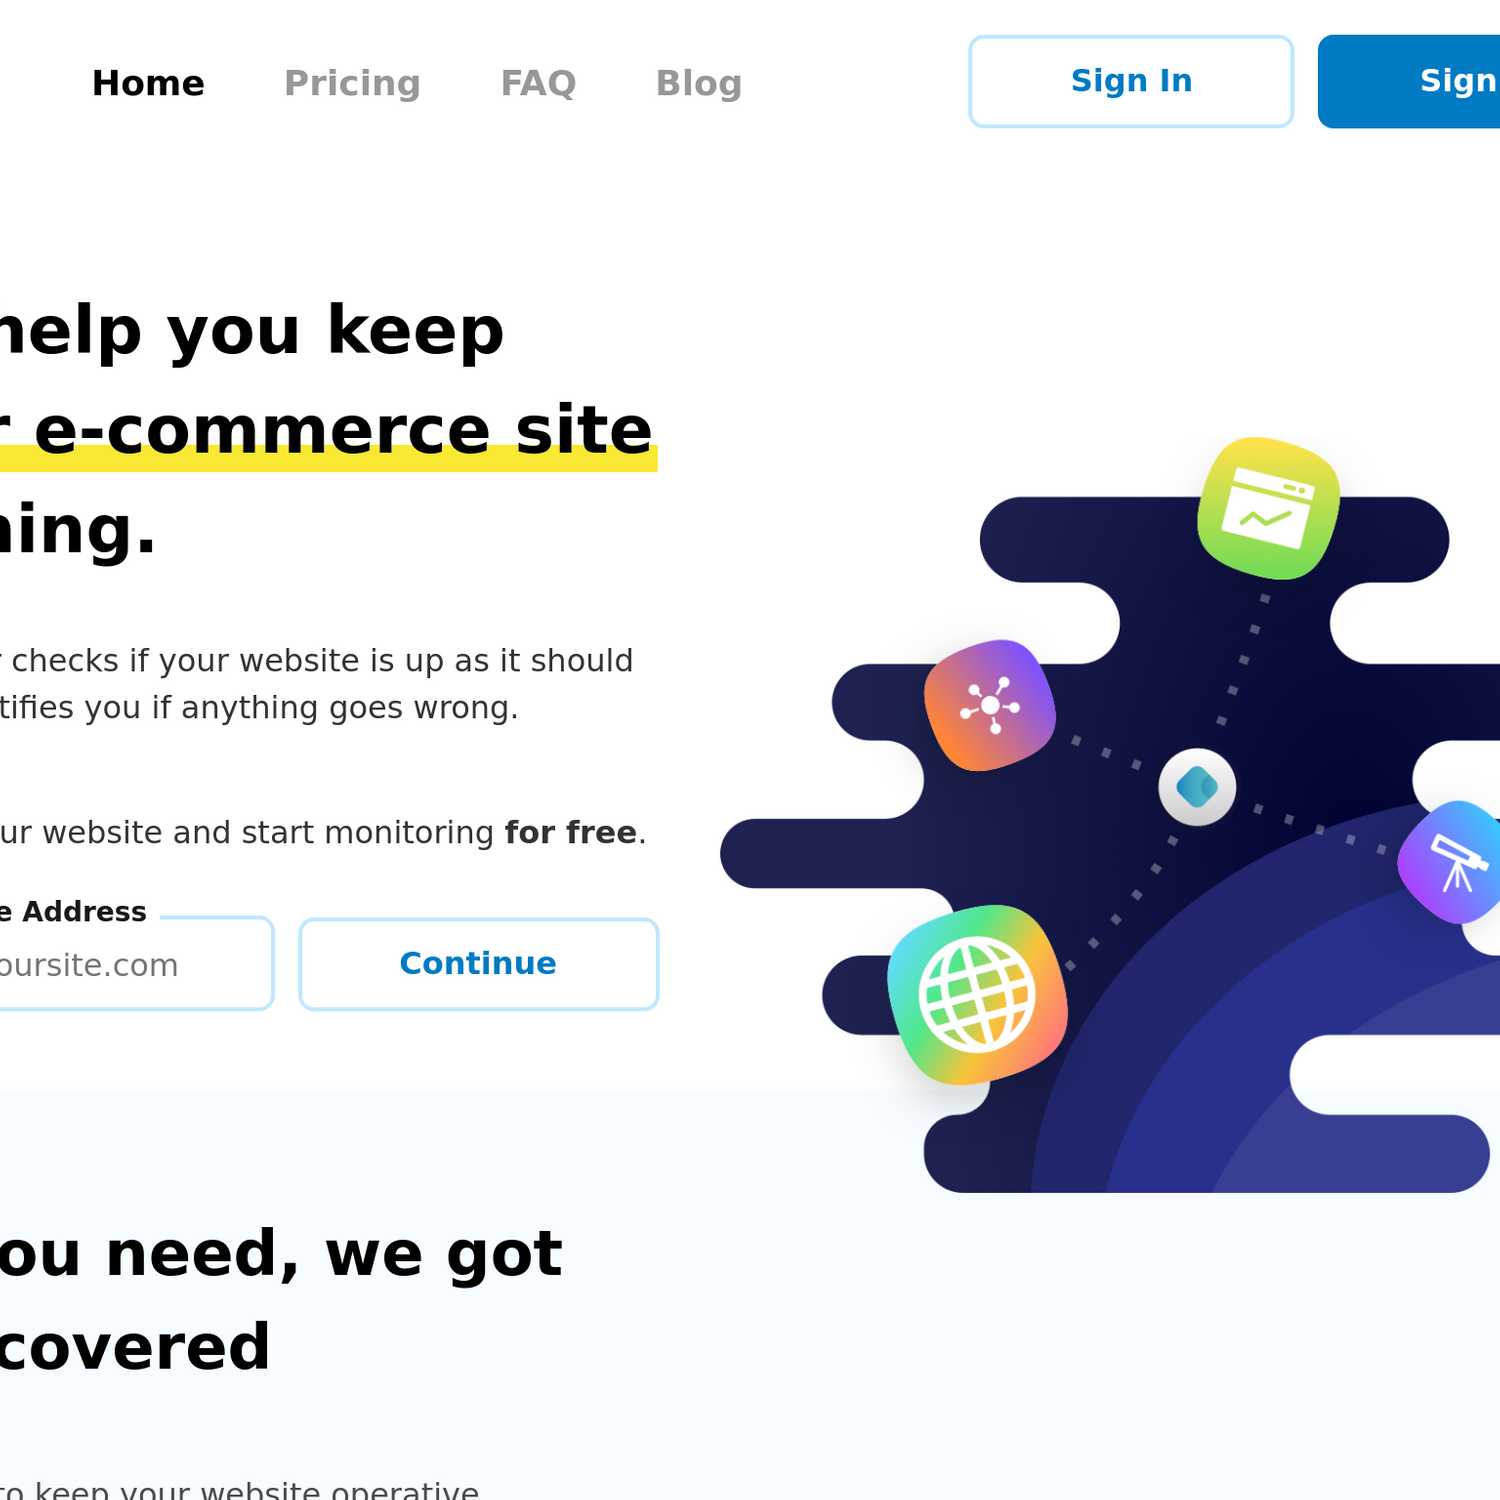 Home Pricing FAQ Blog Sign In Sign
help you keep
r e-commerce site
ning.
r checks if your website is up as it should
tifies you if anything goes wrong.
ur website and start monitoring for free.
e Address
oursite.com
Continue
ou need, we got
covered
to keep your website operative